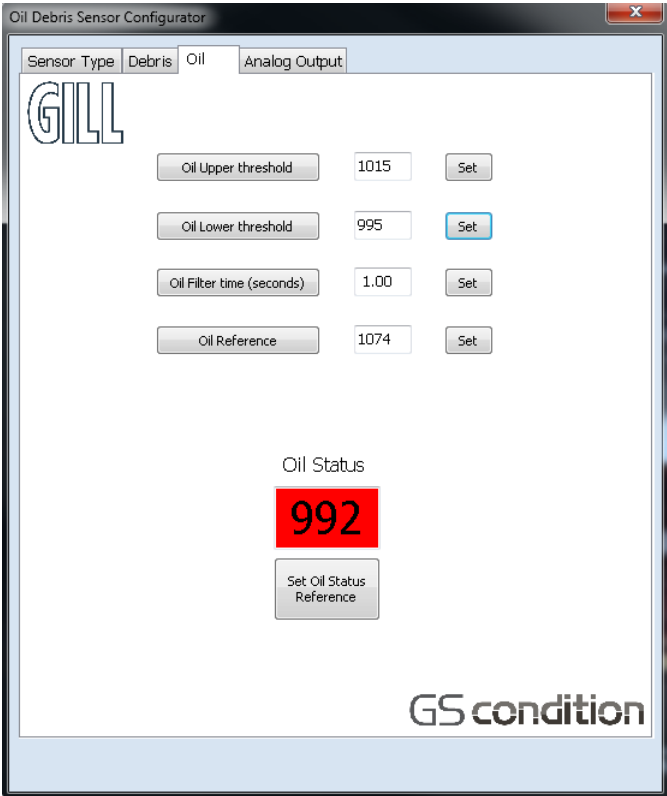 Oil Debris Sensor Configurator
Sensor Type Debris Oil Analog Output
GILL
Oil Upper threshold 1015 Set
Oil Lower threshold 995 Set
Oil Filter time (seconds) 1.00 Set
Oil Reference 1074 Set
Oil Status
992
Set Oil Status
Reference
GS condition